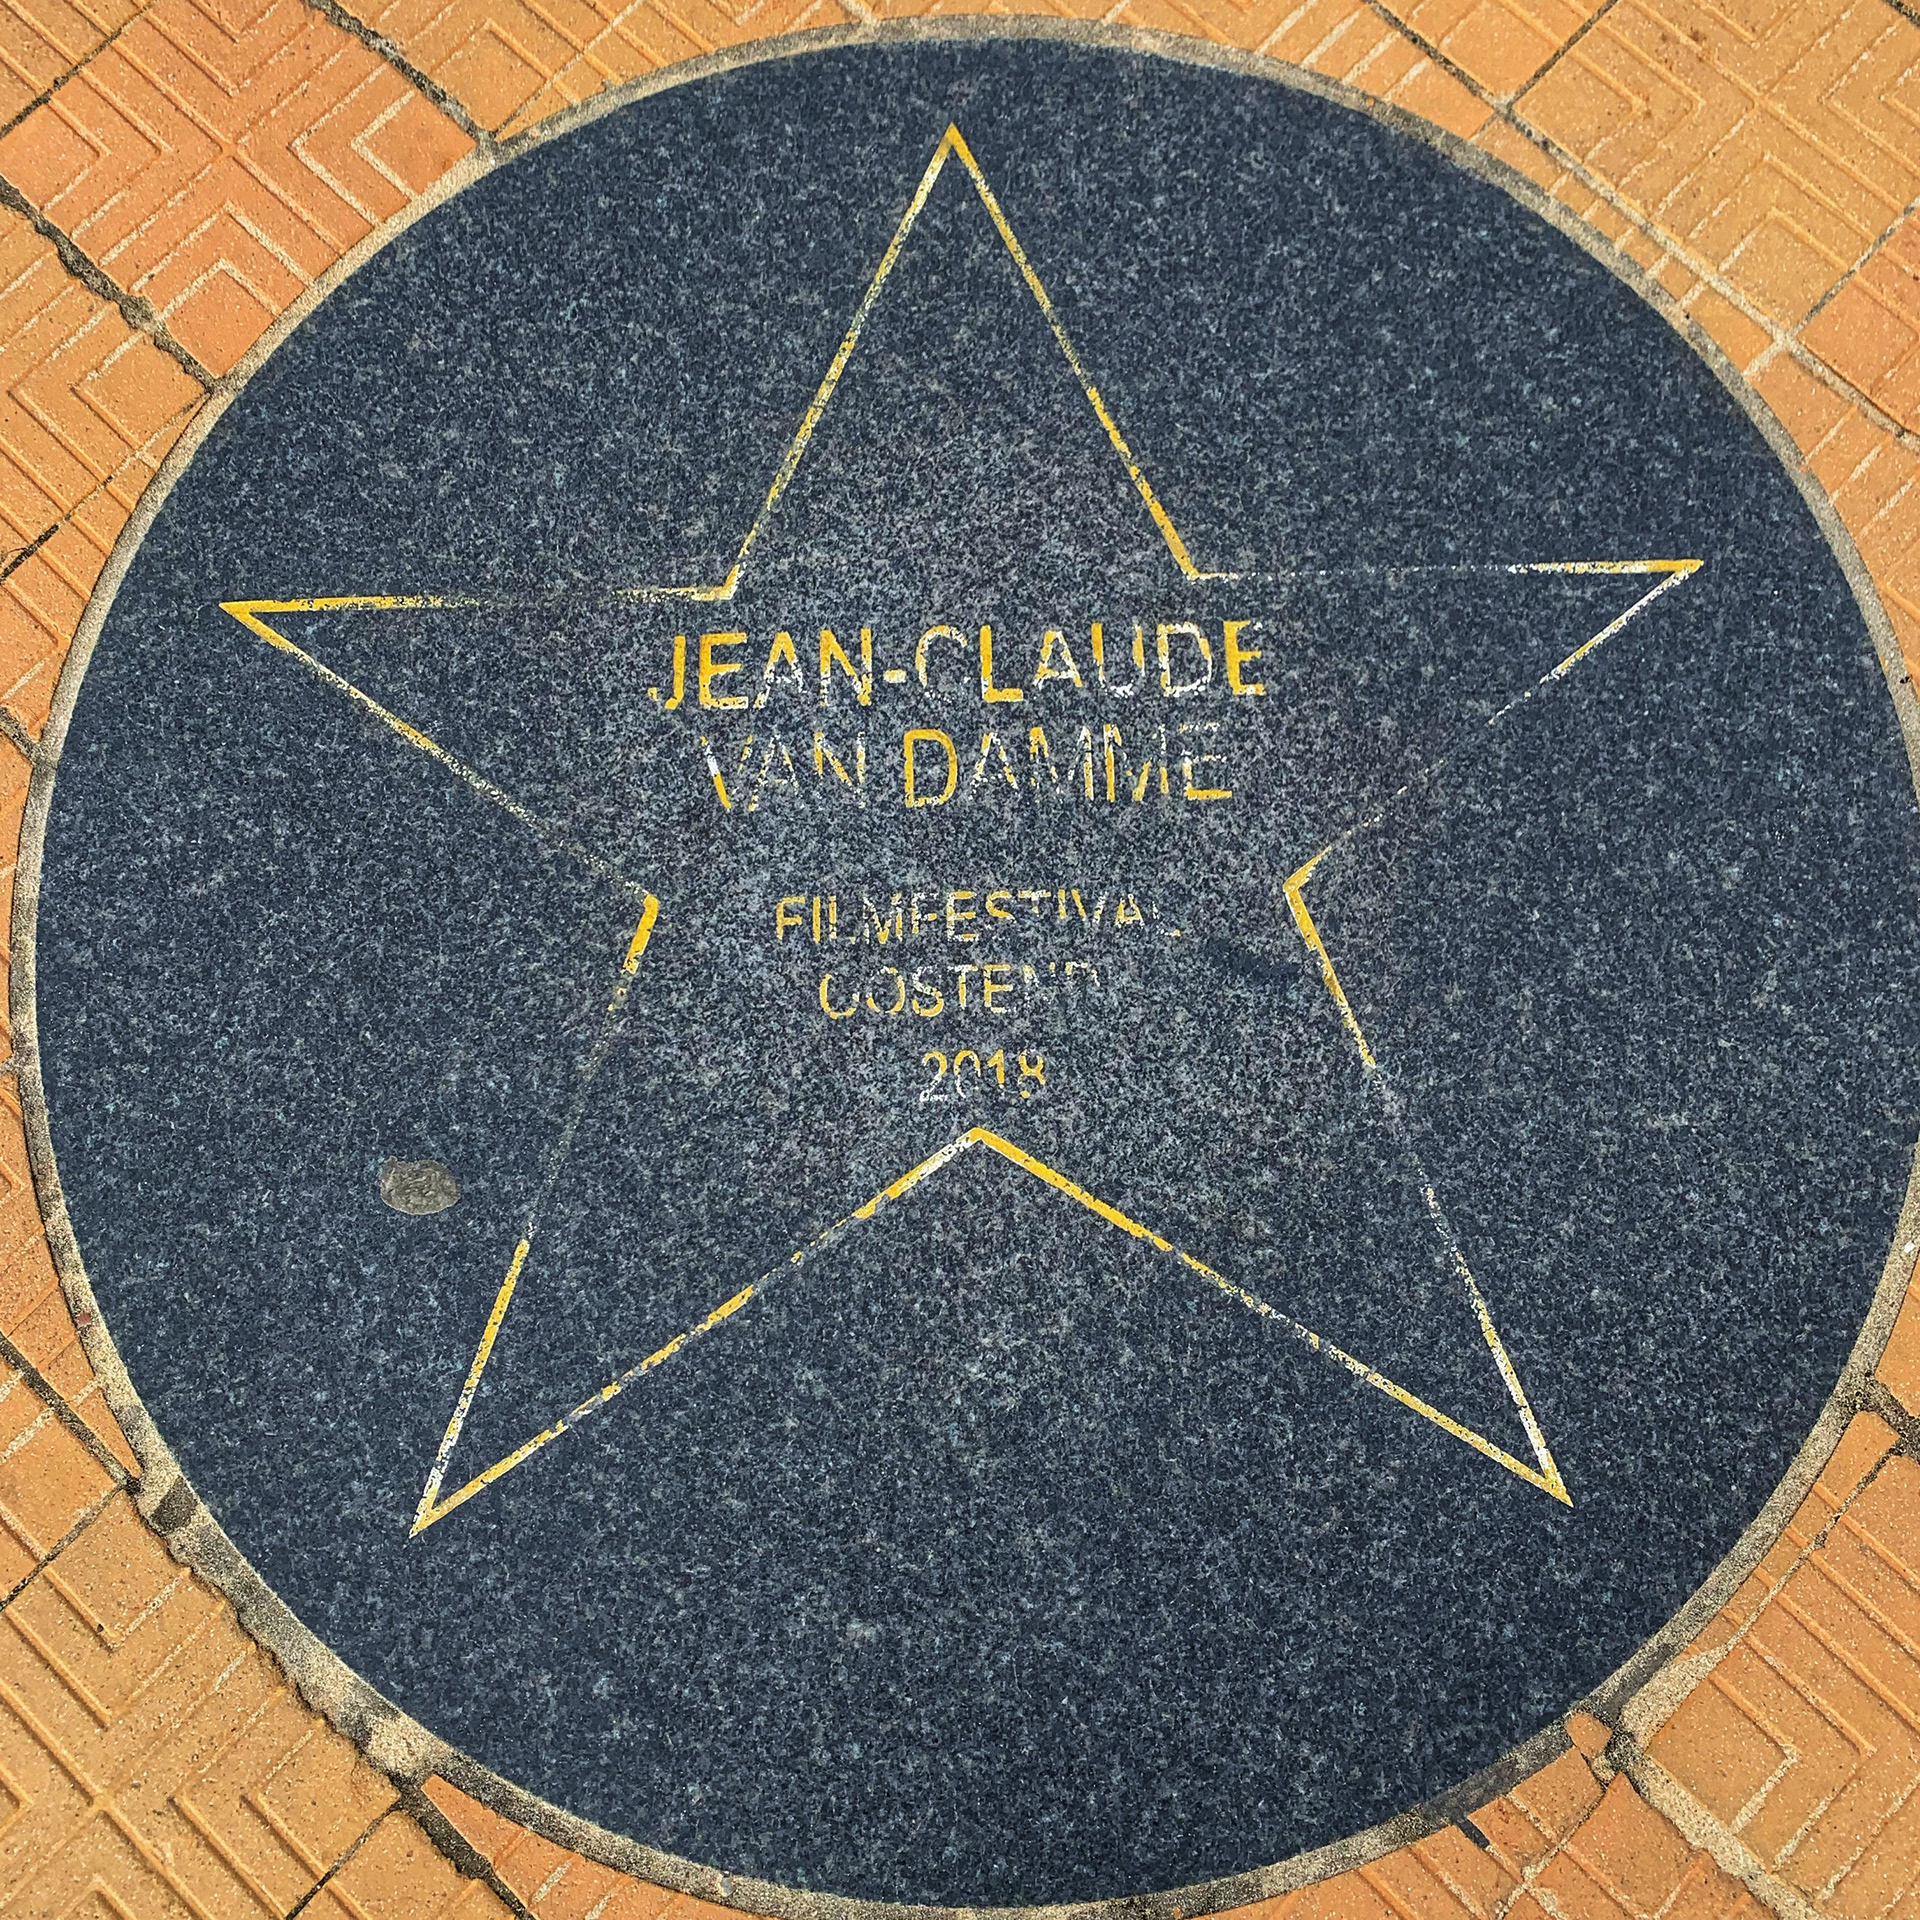 JEAN-CLAUDE
VAN DAMME
FILMFESTIVAL
OOSTENDE
2018